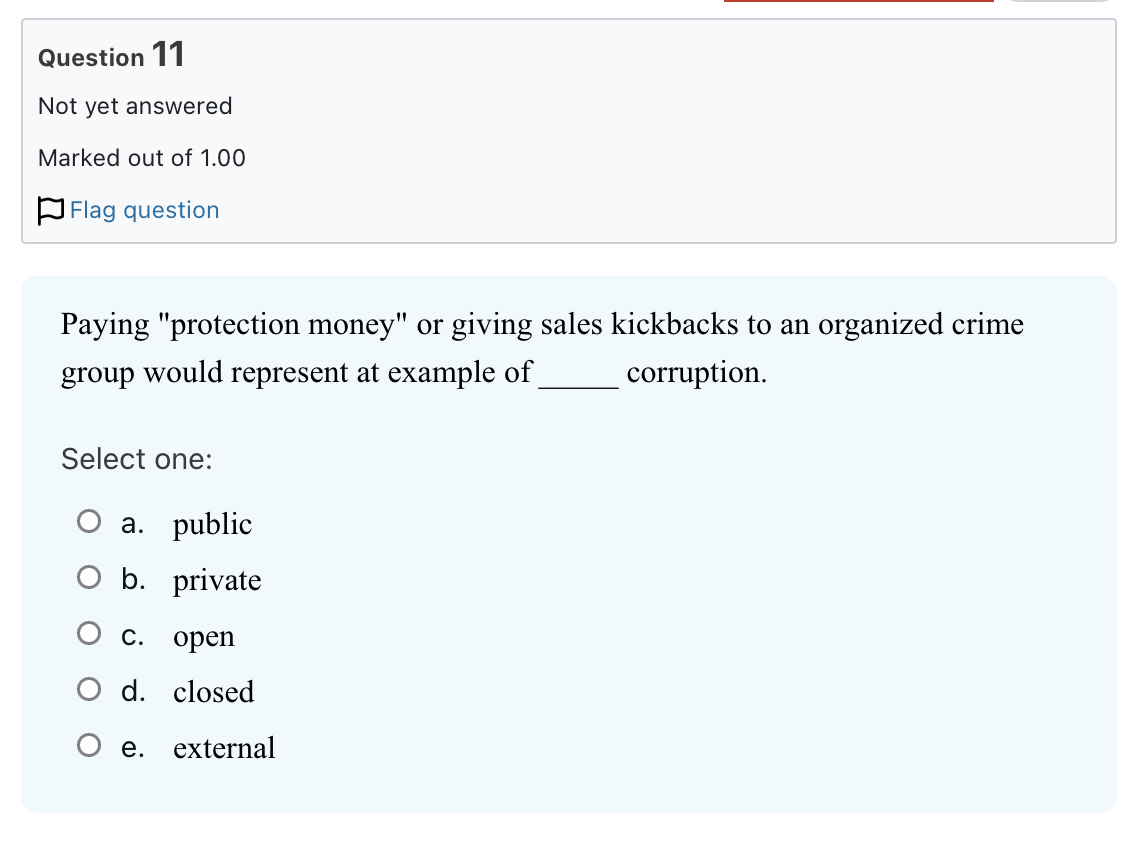 Question 11
Not yet answered
Marked out of 1.00
Flag question
Paying "protection money" or giving sales kickbacks to an organized crime
group would represent at example of _____ corruption.
Select one:
a. public
b. private
c. open
d. closed
e. external